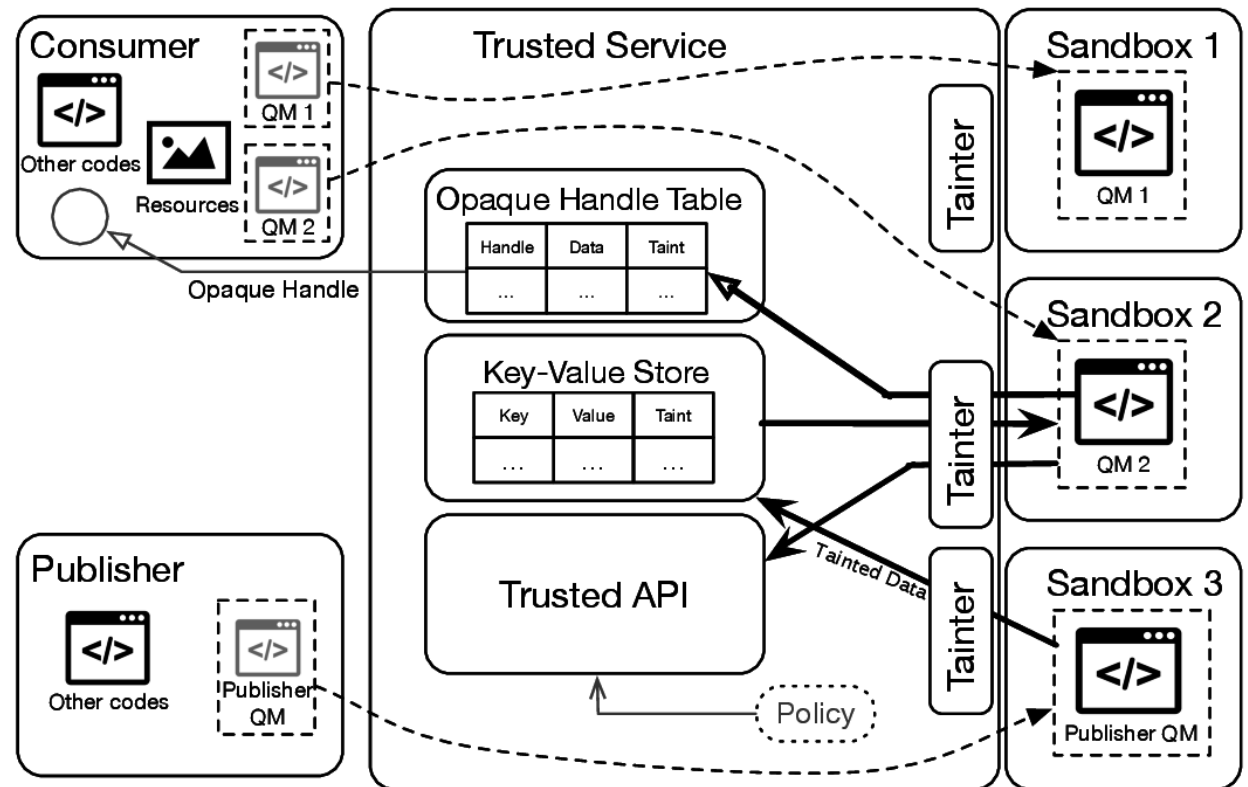 Consumer
</>
QM 1
</>
Other codes
Resources
</>
QM 2
Opaque Handle
Trusted Service
Opaque Handle Table
Handle Data Taint
... ... ...
Key-Value Store
Key Value Taint
... ... ...
Trusted API
Policy
Tainted Data
Tainter
Tainter
Tainter
Sandbox 1
</>
QM 1
Sandbox 2
</>
QM 2
Sandbox 3
</>
Publisher QM
Publisher
</>
Other codes
</>
Publisher
QM